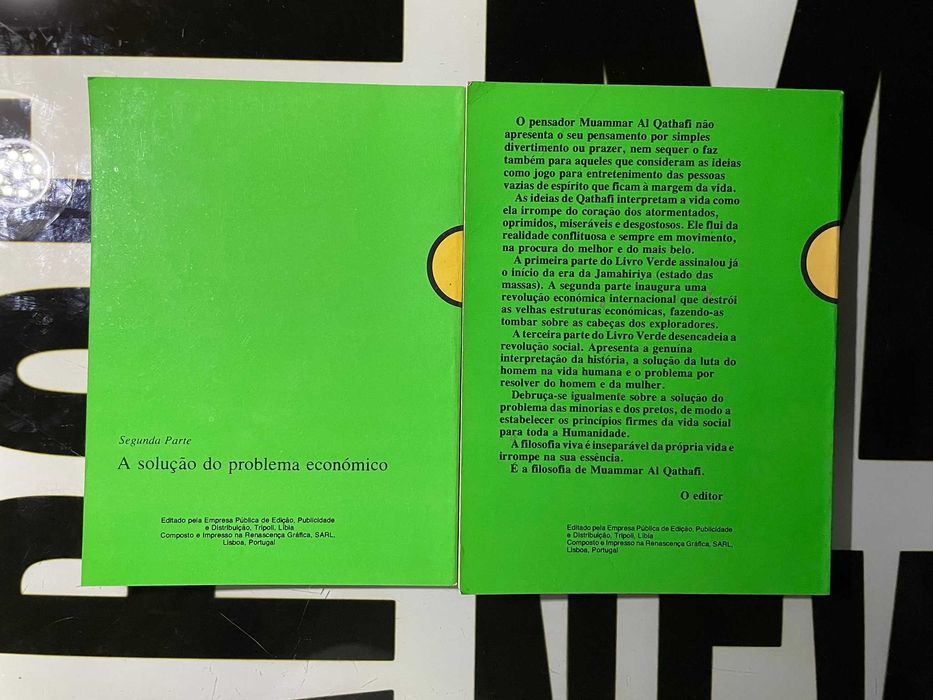 Segunda Parte
A solução do problema económico
Editado pela Empresa Pública de Edição, Publicidade
e Distribuição, Tripoli, Líbia
Composto e Impresso na Renascença Gráfica, SARL,
Lisboa, Portugal
O pensador Muammar Al Qathafi não
apresenta o seu pensamento por simples
divertimento ou prazer, nem sequer o faz
também para aqueles que consideram as ideias
como jogo para entretenimento das pessoas
vazias de espírito que ficam à margem da vida.
As ideias de Qathafi interpretam a vida como
ela irrompe do coração dos atormentados,
oprimidos, miseráveis e desgostosos. Ele flui da
realidade conflituosa e sempre em movimento,
na procura do melhor e do mais belo.
A primeira parte do Livro Verde assinalou já
o início da era da Jamahiriya (estado das
massas). A segunda parte inaugura uma
revolução económica internacional que destrói
as velhas estruturas económicas, fazendo-as
tombar sobre as cabeças dos exploradores.
A terceira parte do Livro Verde desencadeia a
revolução social. Apresenta a genuína
interpretação da história, a solução da luta do
homem na vida humana e o problema por
resolver do homem e da mulher.
Debruça-se igualmente sobre a solução do
problema das minorias e dos pretos, de modo a
estabelecer os princípios firmes da vida social
para toda a Humanidade.
A filosofia viva é inseparável da própria vida e
irrompe na sua essência.
É a filosofia de Muammar Al Qathafi.
O editor
Editado pela Empresa Pública de Edição, Publicidade
e Distribuição, Tripoli, Líbia
Composto e Impresso na Renascença Gráfica, SARL,
Lisboa, Portugal